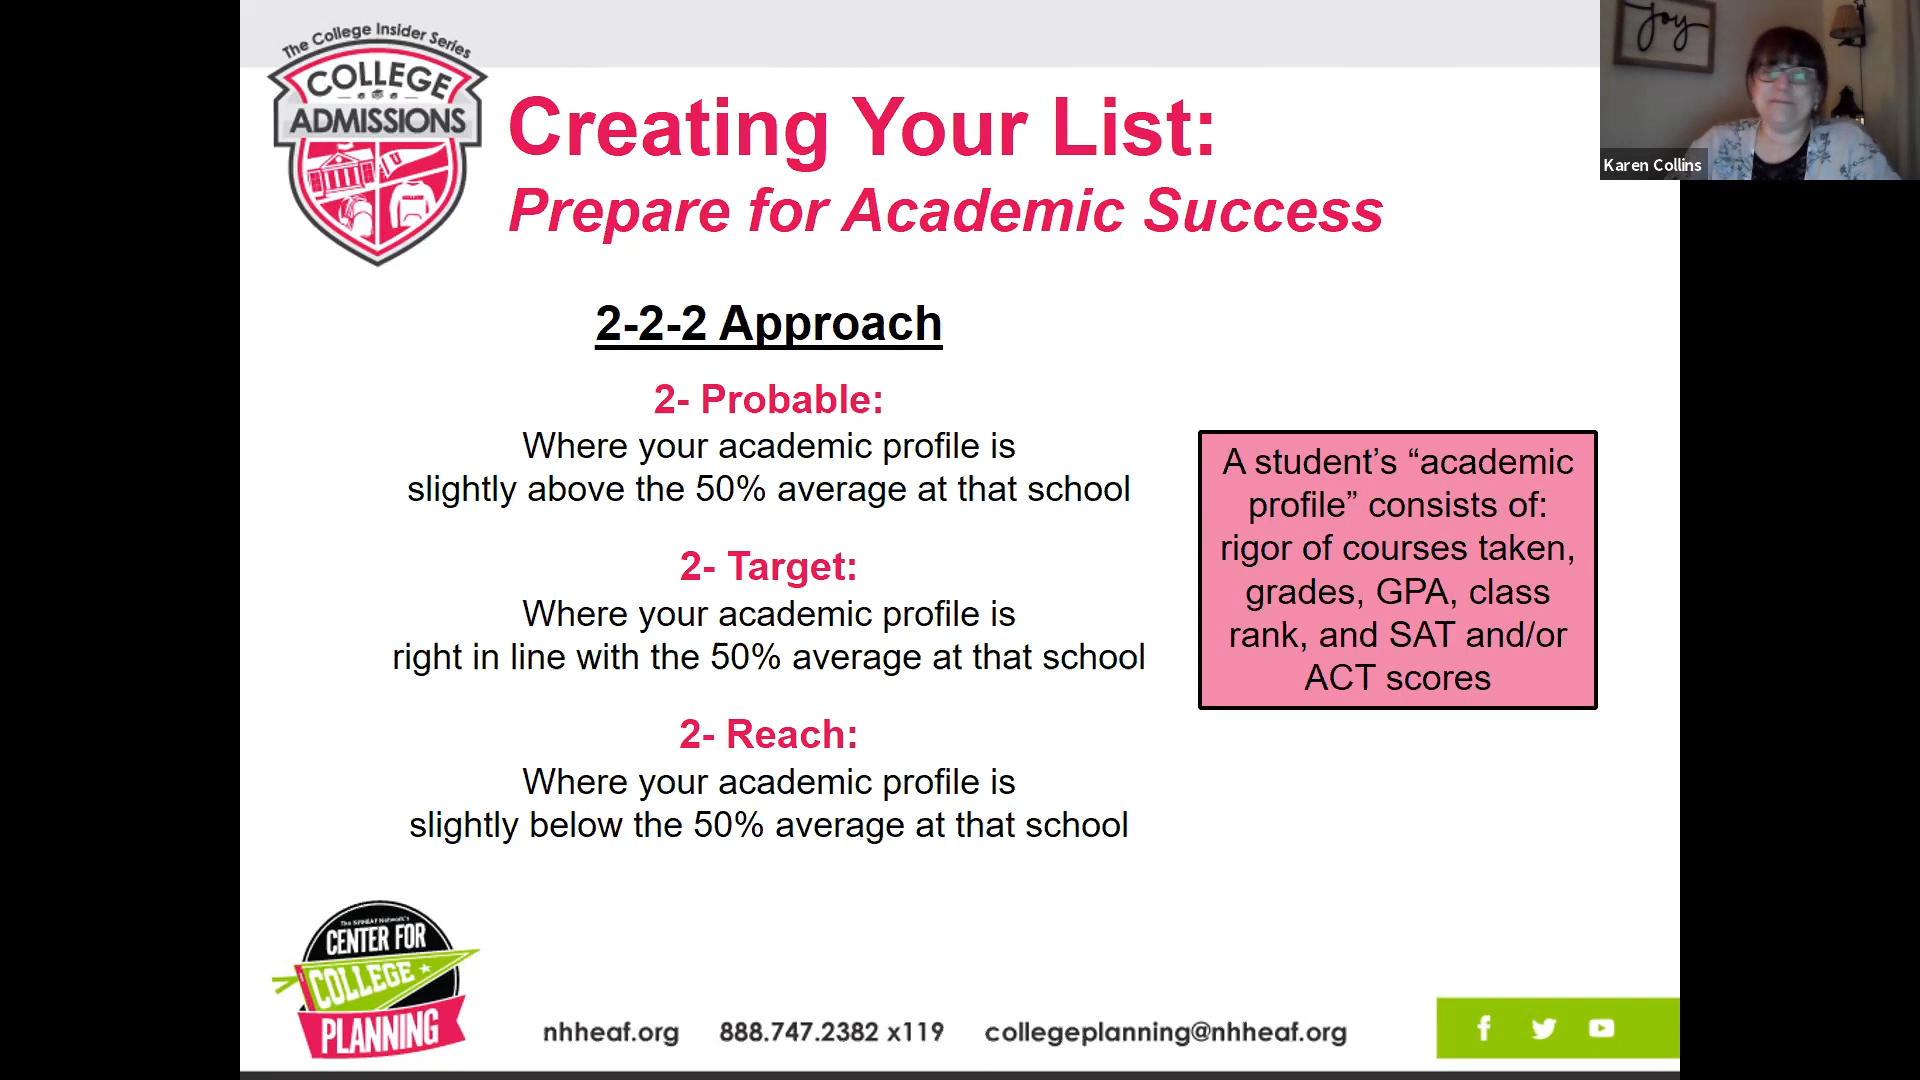 The College Insider Series
COLLEGE
ADMISSIONS
Creating Your List:
Prepare for Academic Success
Joy
Karen Collins
2-2-2 Approach
2- Probable:
Where your academic profile is
slightly above the 50% average at that school
2- Target:
Where your academic profile is
right in line with the 50% average at that school
2- Reach:
Where your academic profile is
slightly below the 50% average at that school
A student’s “academic
profile” consists of:
rigor of courses taken,
grades, GPA, class
rank, and SAT and/or
ACT scores
The NHHEAF Network's
CENTER FOR
COLLEGE
PLANNING
nhheaf.org 888.747.2382 x119 collegeplanning@nhheaf.org